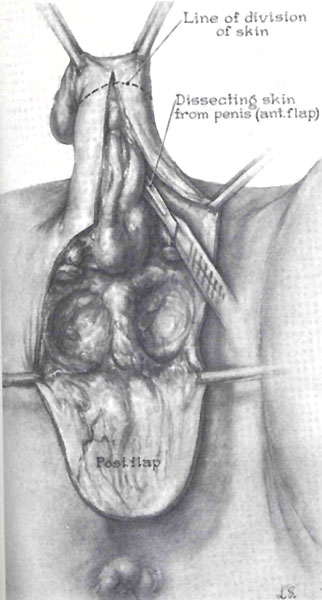 Line of division
of skin
Dissecting skin
from penis (ant. flap)
Post. flap
L.S.